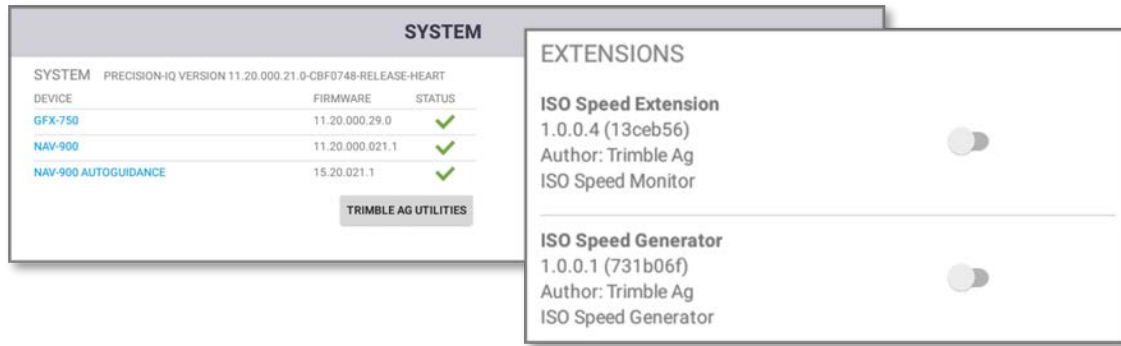 SYSTEM
SYSTEM PRECISION-IQ VERSION 11.20.000.21.0-CBF0748-RELEASE-HEART
DEVICE FIRMWARE STATUS
GFX-750 11.20.000.29.0
NAV-900 11.20.000.021.1
NAV-900 AUTOGUIDANCE 15.20.021.1
TRIMBLE AG UTILITIES
EXTENSIONS
ISO Speed Extension
1.0.0.4 (13ceb56)
Author: Trimble Ag
ISO Speed Monitor
ISO Speed Generator
1.0.0.1 (731b06f)
Author: Trimble Ag
ISO Speed Generator